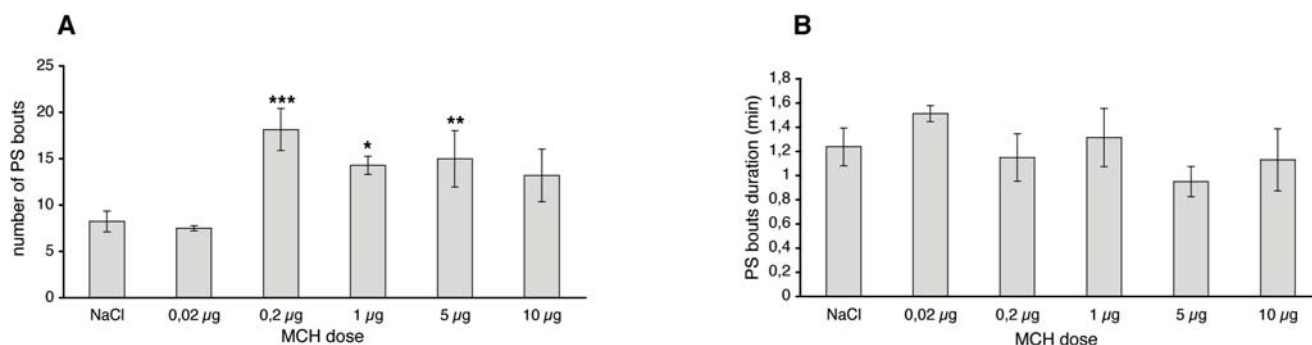 A
number of PS bouts
25
20
15
10
5
0
***
*
**
NaCl
0,02 µg
0,2 µg
1 µg
5 µg
10 µg
MCH dose
B
PS bouts duration (min)
1,8
1,6
1,4
1,2
1
0,8
0,6
0,4
0,2
0
NaCl
0,02 µg
0,2 µg
1 µg
5 µg
10 µg
MCH dose